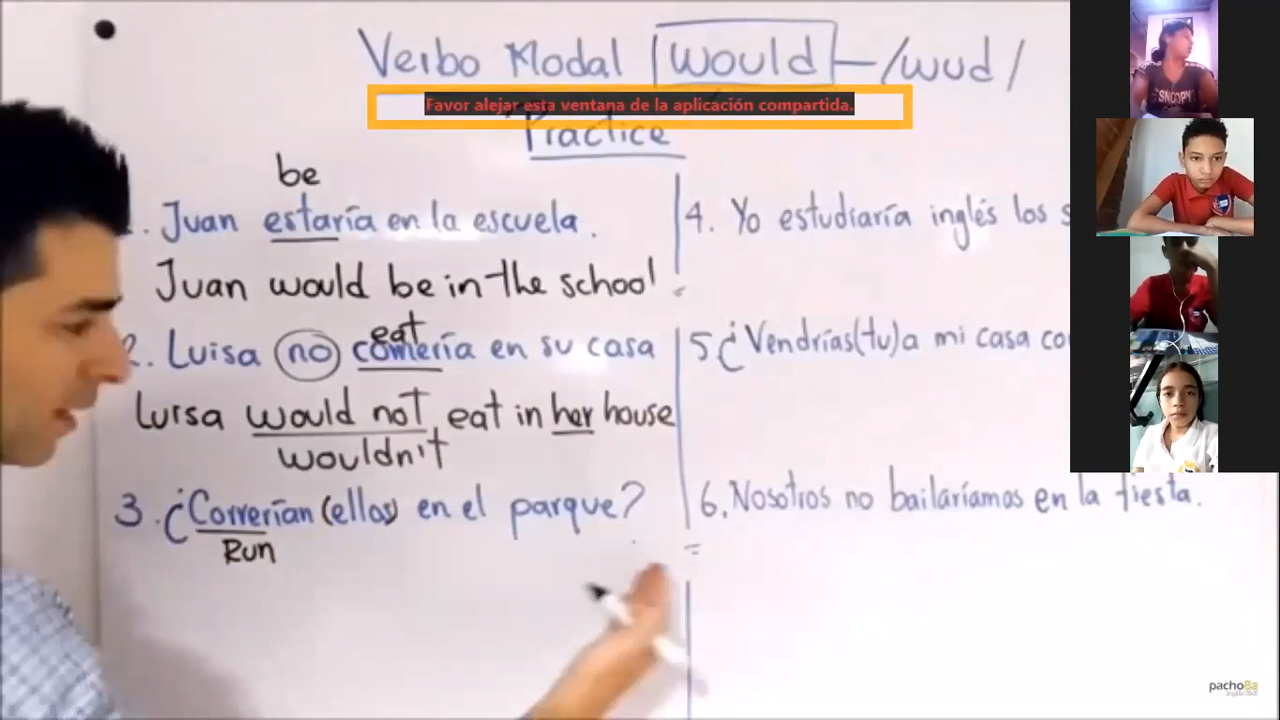 Verbo Modal would – /wud/
Favor alejar esta ventana de la aplicación compartida.
Practice
be
1. Juan estaría en la escuela.
Juan would be in the school.
eat
2. Luisa no comería en su casa
Luisa would not eat in her house
wouldn't
3. ¿Correrían (ellos) en el parque?
Run
4. Yo estudiaría inglés los s
5 ¿Vendrías (tu) a mi casa co
6. Nosotros no bailaríamos en la fiesta.
SNOOPY
pacho8a